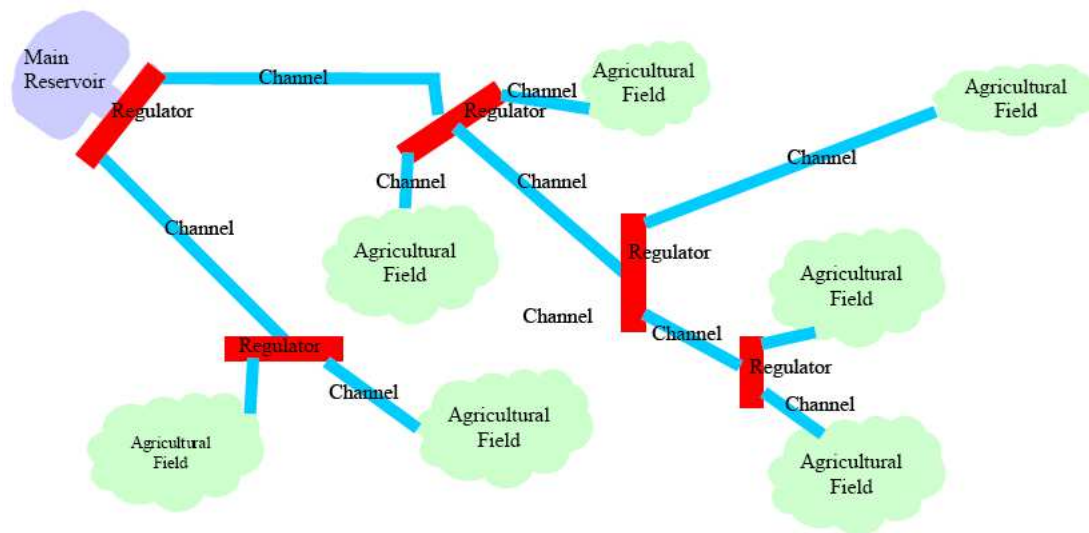 Main
Reservoir
Regulator
Channel
Channel
Regulator
Agricultural
Field
Agricultural
Field
Channel
Channel
Channel
Channel
Agricultural
Field
Regulator
Agricultural
Field
Channel
Channel
Regulator
Regulator
Channel
Channel
Agricultural
Field
Agricultural
Field
Agricultural
Field